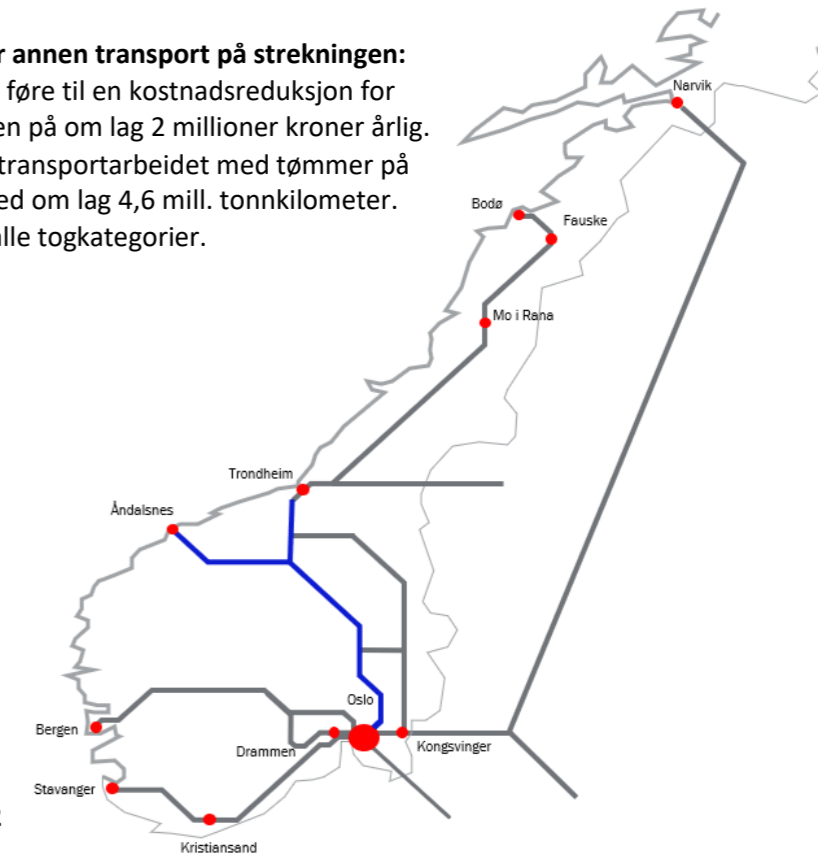 r annen transport på strekningen:
føre til en kostnadsreduksjon for
en på om lag 2 millioner kroner årlig.
transportarbeidet med tømmer på
ed om lag 4,6 mill. tonnkilometer.
lle togkategorier.
Narvik
Bodø
Fauske
Mo i Rana
Trondheim
Åndalsnes
Oslo
Bergen
Drammen
Kongsvinger
Stavanger
Kristiansand